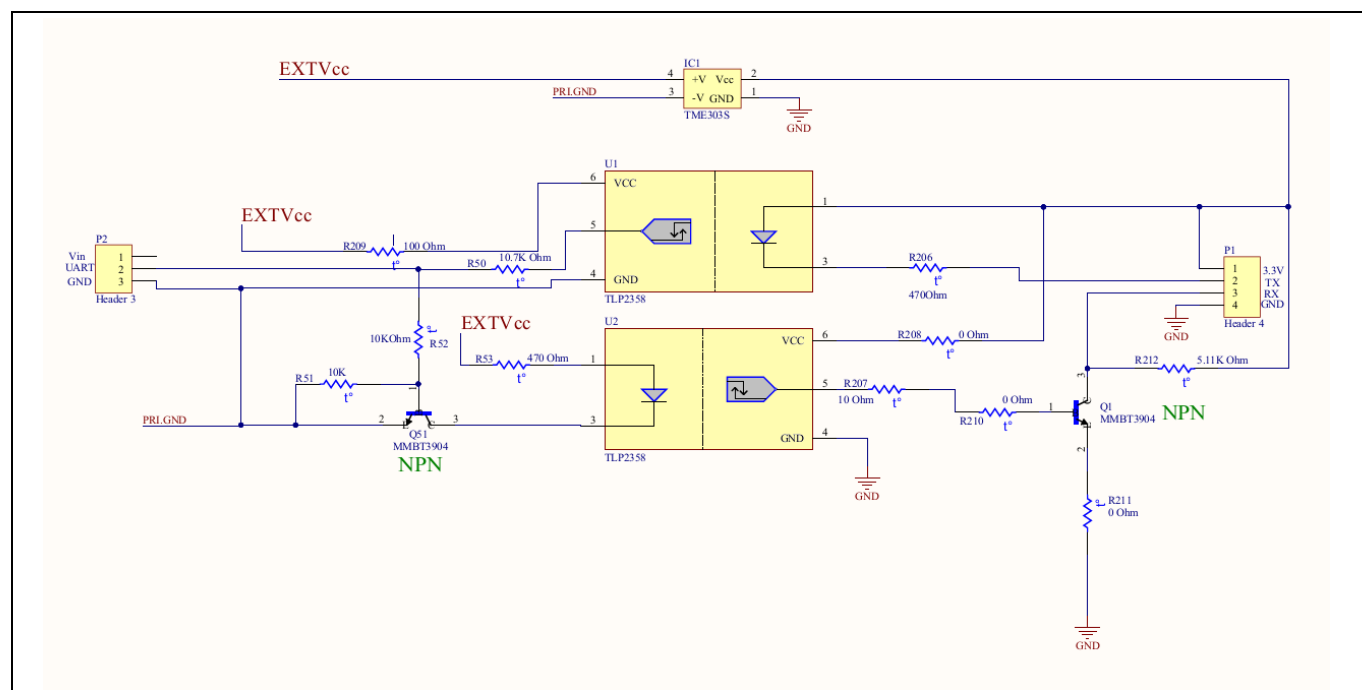 IC1
EXTVcc
4 +V Vcc 2
PRI.GND
3 -V GND 1
TME303S
GND
U1
6 VCC
1
EXTVcc
P2
R209 100 Ohm
t°
5
10.7K Ohm
R50
t°
Vin 1
UART 2
GND 3
Header 3
4 GND
3
R206
t°
470Ohm
TLP2358
P1
1 3.3V
2 TX
3 RX
4 GND
Header 4
GND
EXTVcc
U2
10KOhm
t°
R52
R53 470 Ohm
t°
1
VCC 6
R208 0 Ohm
t°
R212 5.11K Ohm
t°
R51 10K
t°
1
5
R207
10 Ohm
t°
0 Ohm
R210
t°
1
3
C
E
Q1
MMBT3904
NPN
2
PRI.GND
2 E C 3
Q51
MMBT3904
NPN
3
GND 4
TLP2358
GND
t°
R211
0 Ohm
GND